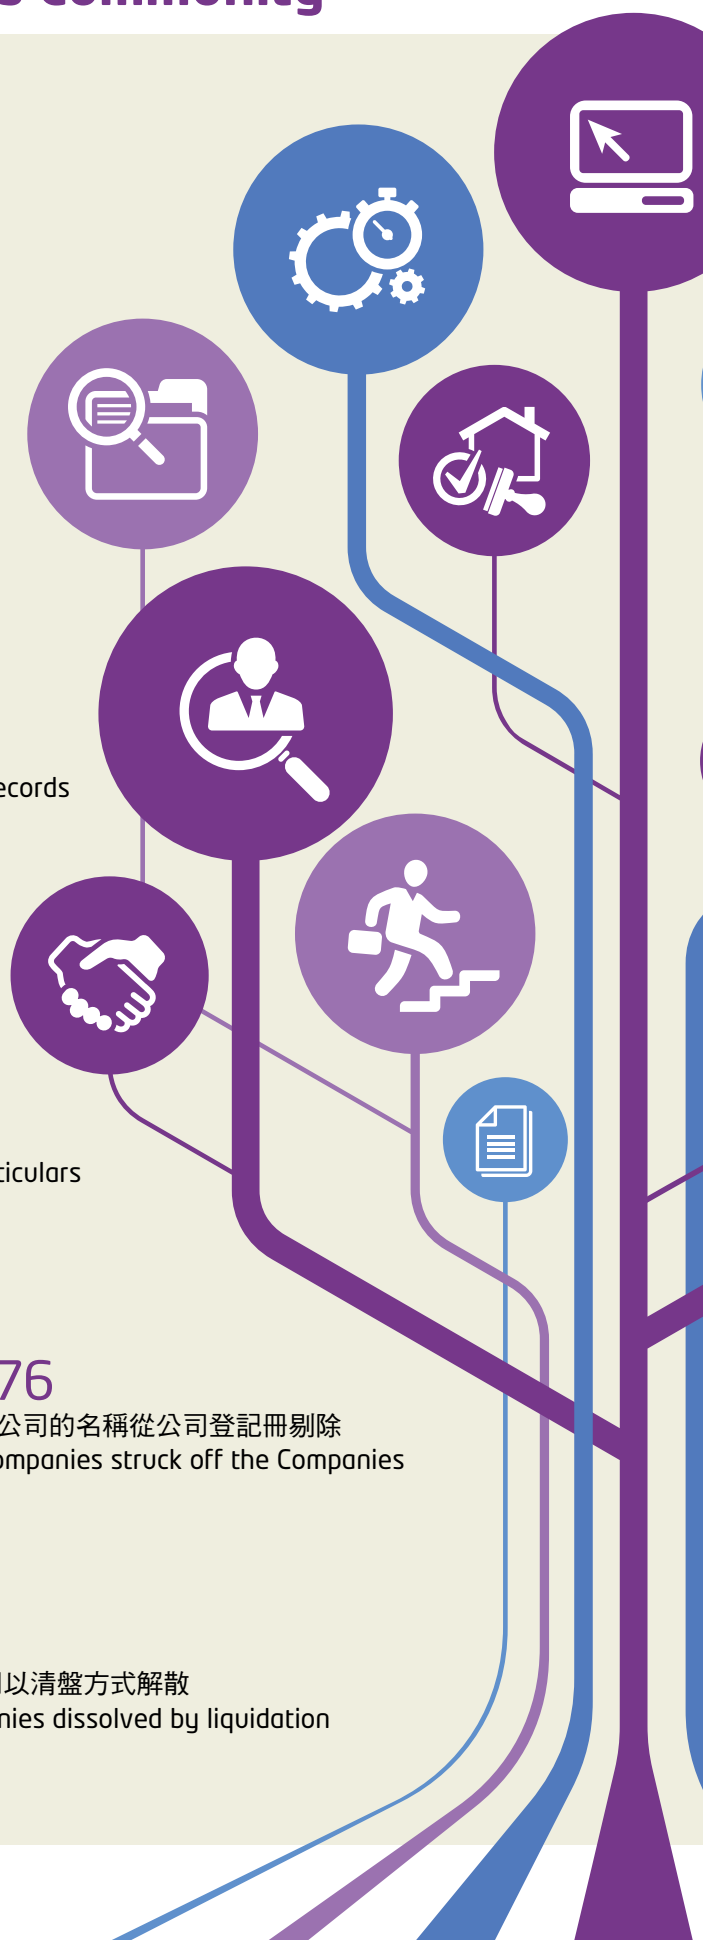 Community
ecords
ticulars
76
公司的名稱從公司登記冊剔除
ompanies struck off the Companies
以清盤方式解散
nies dissolved by liquidation